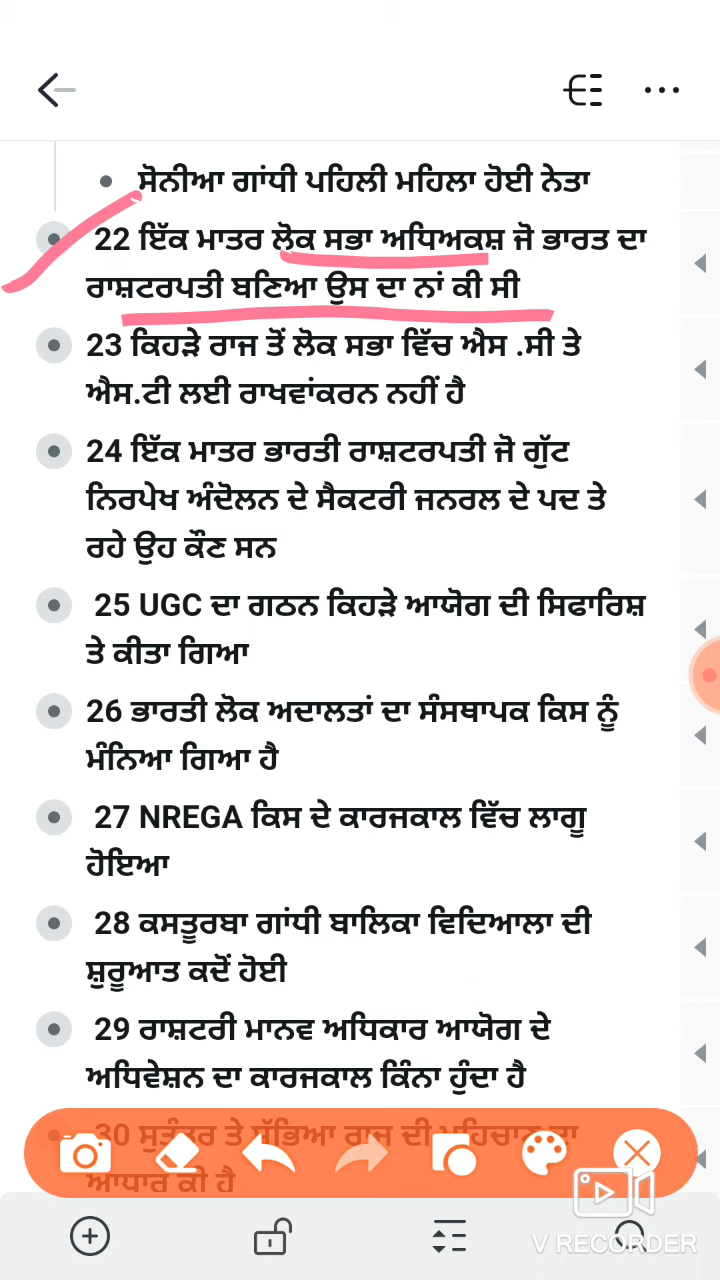 ਸੋਨੀਆ ਗਾਂਧੀ ਪਹਿਲੀ ਮਹਿਲਾ ਹੋਈ ਨੇਤਾ
22 ਇੱਕ ਮਾਤਰ ਲੋਕ ਸਭਾ ਅਧਿਅਕਸ਼ ਜੋ ਭਾਰਤ ਦਾ
ਰਾਸ਼ਟਰਪਤੀ ਬਣਿਆ ਉਸ ਦਾ ਨਾਂ ਕੀ ਸੀ
23 ਕਿਹੜੇ ਰਾਜ ਤੋਂ ਲੋਕ ਸਭਾ ਵਿੱਚ ਐਸ .ਸੀ ਤੇ
ਐਸ.ਟੀ ਲਈ ਰਾਖਵਾਂਕਰਨ ਨਹੀਂ ਹੈ
24 ਇੱਕ ਮਾਤਰ ਭਾਰਤੀ ਰਾਸ਼ਟਰਪਤੀ ਜੋ ਗੁੱਟ
ਨਿਰਪੇਖ ਅੰਦੋਲਨ ਦੇ ਸੈਕਟਰੀ ਜਨਰਲ ਦੇ ਪਦ ਤੇ
ਰਹੇ ਉਹ ਕੌਣ ਸਨ
25 UGC ਦਾ ਗਠਨ ਕਿਹੜੇ ਆਯੋਗ ਦੀ ਸਿਫਾਰਿਸ਼
ਤੇ ਕੀਤਾ ਗਿਆ
26 ਭਾਰਤੀ ਲੋਕ ਅਦਾਲਤਾਂ ਦਾ ਸੰਸਥਾਪਕ ਕਿਸ ਨੂੰ
ਮੰਨਿਆ ਗਿਆ ਹੈ
27 NREGA ਕਿਸ ਦੇ ਕਾਰਜਕਾਲ ਵਿੱਚ ਲਾਗੂ
ਹੋਇਆ
28 ਕਸਤੂਰਬਾ ਗਾਂਧੀ ਬਾਲਿਕਾ ਵਿਦਿਆਲਾ ਦੀ
ਸ਼ੁਰੂਆਤ ਕਦੋਂ ਹੋਈ
29 ਰਾਸ਼ਟਰੀ ਮਾਨਵ ਅਧਿਕਾਰ ਆਯੋਗ ਦੇ
ਅਧਿਵੇਸ਼ਨ ਦਾ ਕਾਰਜਕਾਲ ਕਿੰਨਾ ਹੁੰਦਾ ਹੈ
30 ਸੁਤੰਤਰ ਤੇ ਸੱਭਿਆ ਰਾਜ ਦੀ ਪਹਿਚਾਣ ਦਾ
ਆਧਾਰ ਕੀ ਹੈ
V RECORDER